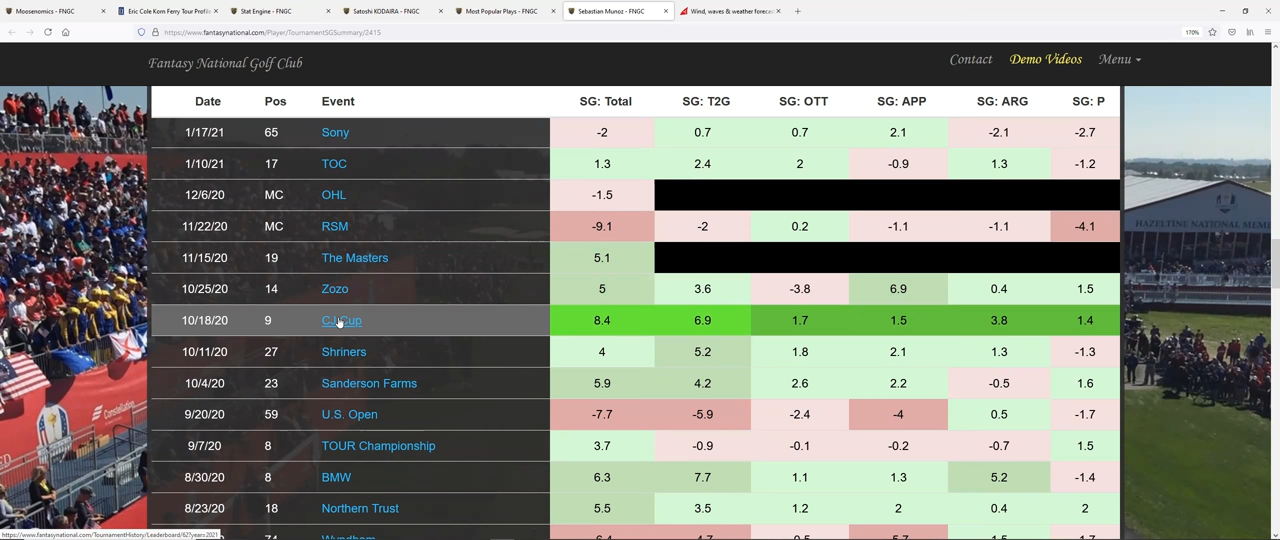 Moosenomics - FNGC
Eric Cole Korn Ferry Tour Profile
Stat Engine - FNGC
Satoshi KODAIRA - FNGC
Most Popular Plays - FNGC
Sebastian Munoz - FNGC
Wind, waves & weather forecas
https://www.fantasynational.com/Player/TournamentSGSummary/2415
170%
Fantasy National Golf Club
Contact Demo Videos Menu
Date Pos Event SG: Total SG: T2G SG: OTT SG: APP SG: ARG SG: P
1/17/21 65 Sony -2 0.7 0.7 2.1 -2.1 -2.7
1/10/21 17 TOC 1.3 2.4 2 -0.9 1.3 -1.2
12/6/20 MC OHL -1.5
11/22/20 MC RSM -9.1 -2 0.2 -1.1 -1.1 -4.1
11/15/20 19 The Masters 5.1
10/25/20 14 Zozo 5 3.6 -3.8 6.9 0.4 1.5
10/18/20 9 CJ Cup 8.4 6.9 1.7 1.5 3.8 1.4
10/11/20 27 Shriners 4 5.2 1.8 2.1 1.3 -1.3
10/4/20 23 Sanderson Farms 5.9 4.2 2.6 2.2 -0.5 1.6
9/20/20 59 U.S. Open -7.7 -5.9 -2.4 -4 0.5 -1.7
9/7/20 8 TOUR Championship 3.7 -0.9 -0.1 -0.2 -0.7 1.5
8/30/20 8 BMW 6.3 7.7 1.1 1.3 5.2 -1.4
8/23/20 18 Northern Trust 5.5 3.5 1.2 2 0.4 2
Wyndham
HAZELTINE NATIONAL
https://www.fantasynational.com/TournamentHistory/Leaderboard/62?year=2021